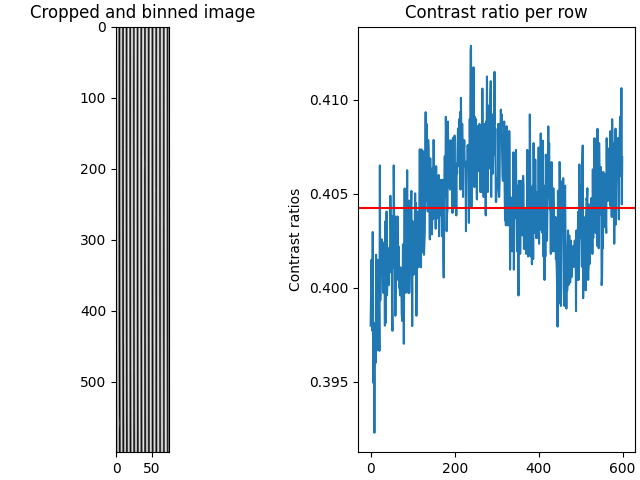 Cropped and binned image
0
100
200
300
400
500
0 50
Contrast ratio per row
Contrast ratios
0.410
0.405
0.400
0.395
0 200 400 600